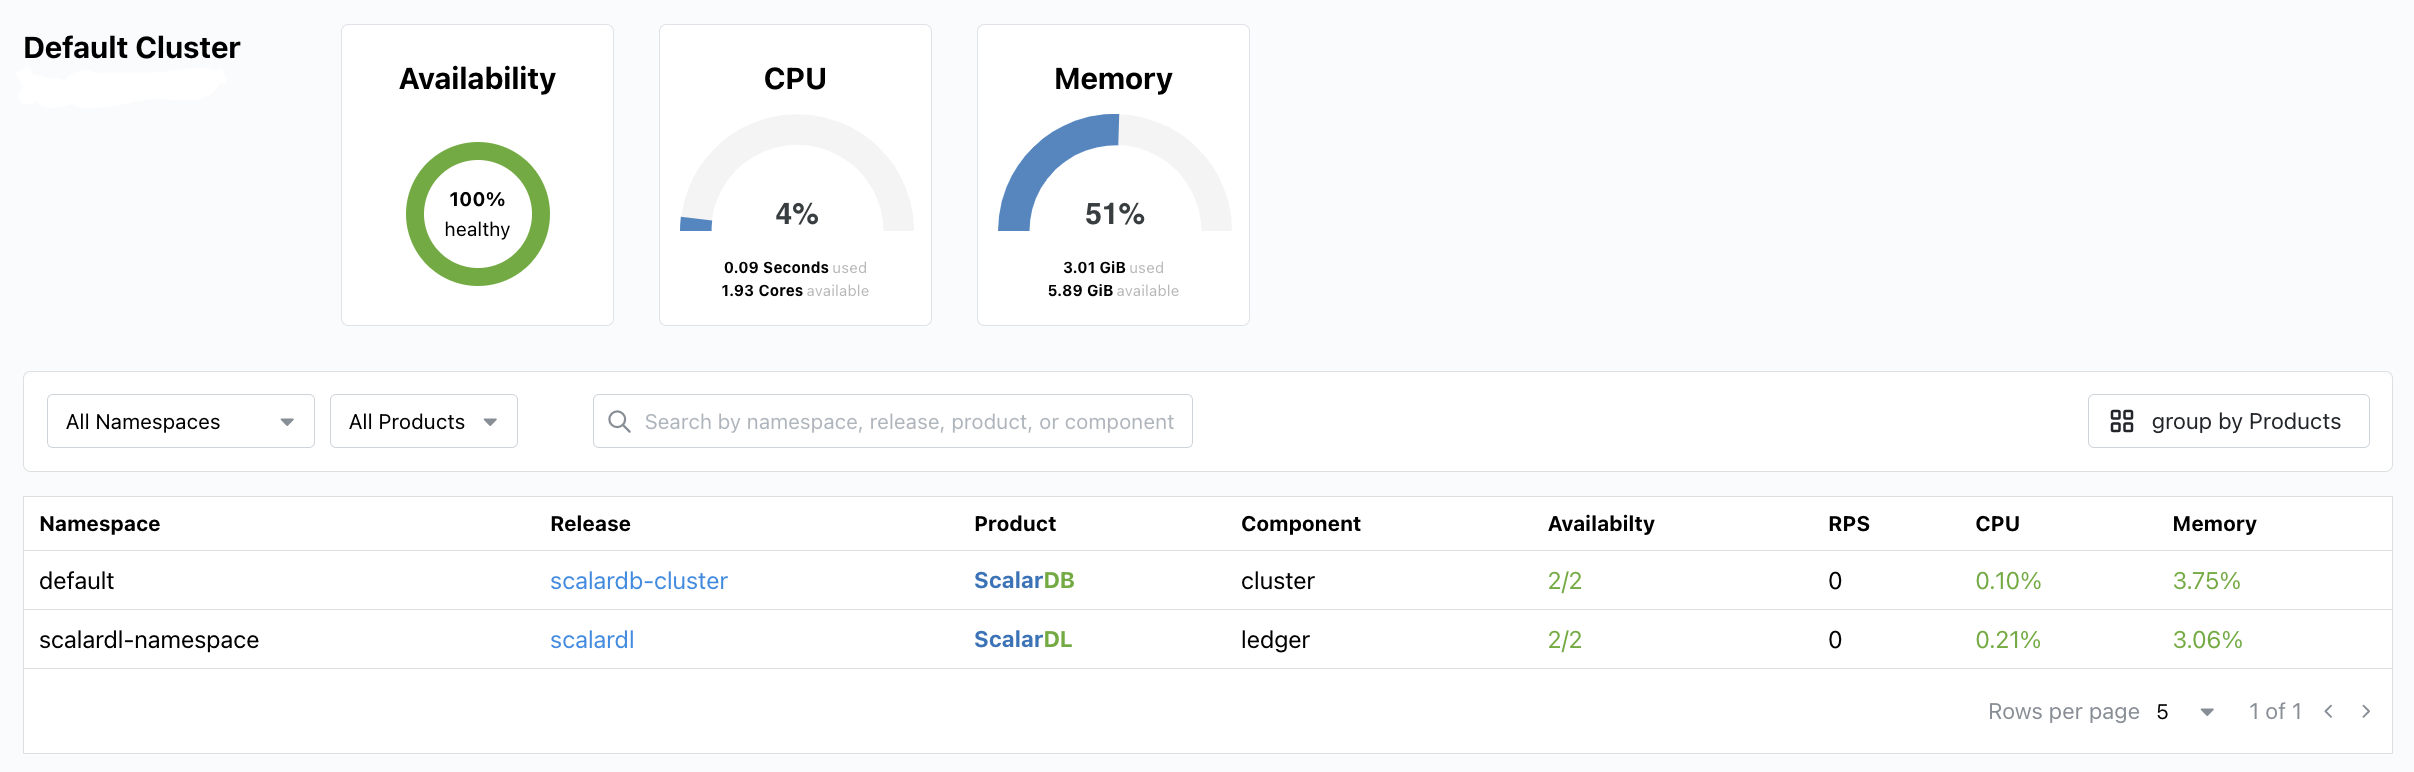 Default Cluster
Availability
100%
healthy
CPU
4%
0.09 Seconds used
1.93 Cores available
Memory
51%
3.01 GiB used
5.89 GiB available
All Namespaces
All Products
Search by namespace, release, product, or component
group by Products
Namespace Release Product Component Availabilty RPS CPU Memory
default scalardb-cluster ScalarDB cluster 2/2 0 0.10% 3.75%
scalardl-namespace scalardl ScalarDL ledger 2/2 0 0.21% 3.06%
Rows per page 5 1 of 1